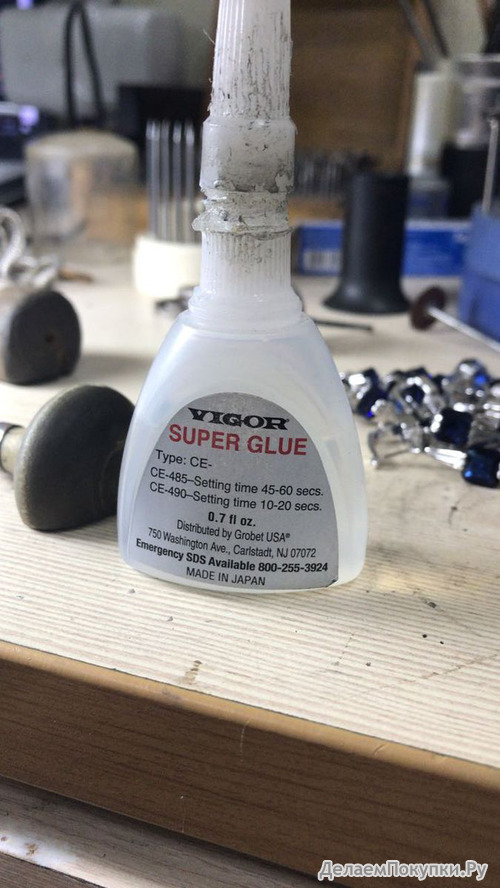 VIGOR
SUPER GLUE
Type: CE-
CE-485–Setting time 45-60 secs.
CE-490–Setting time 10-20 secs.
0.7 fl oz.
Distributed by Grobet USA®
750 Washington Ave., Carlstadt, NJ 07072
Emergency SDS Available 800-255-3924
MADE IN JAPAN
ДелаемПокупки.Ру